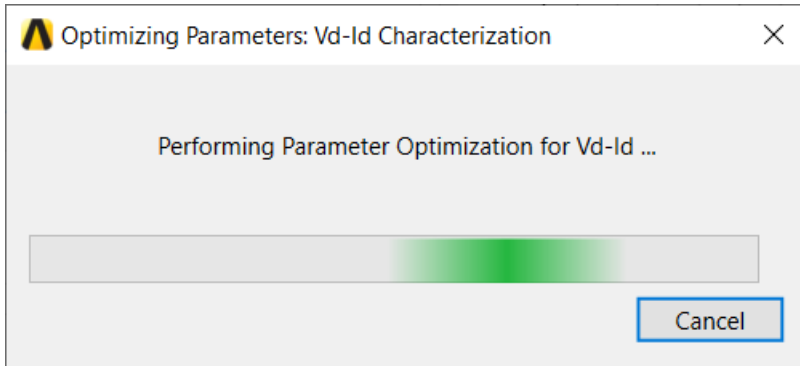 Optimizing Parameters: Vd-Id Characterization
Performing Parameter Optimization for Vd-Id ...
Cancel